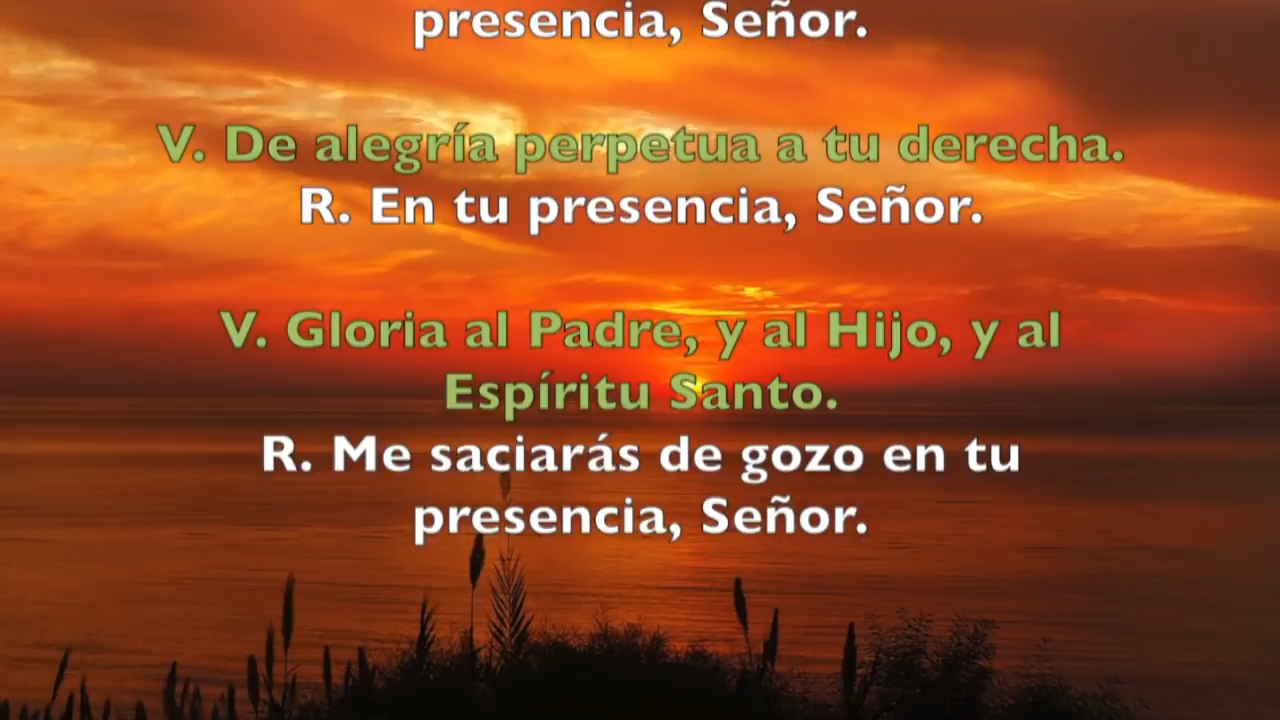 presencia, Señor.
V. De alegría perpetua a tu derecha.
R. En tu presencia, Señor.
V. Gloria al Padre, y al Hijo, y al
Espíritu Santo.
R. Me saciarás de gozo en tu
presencia, Señor.